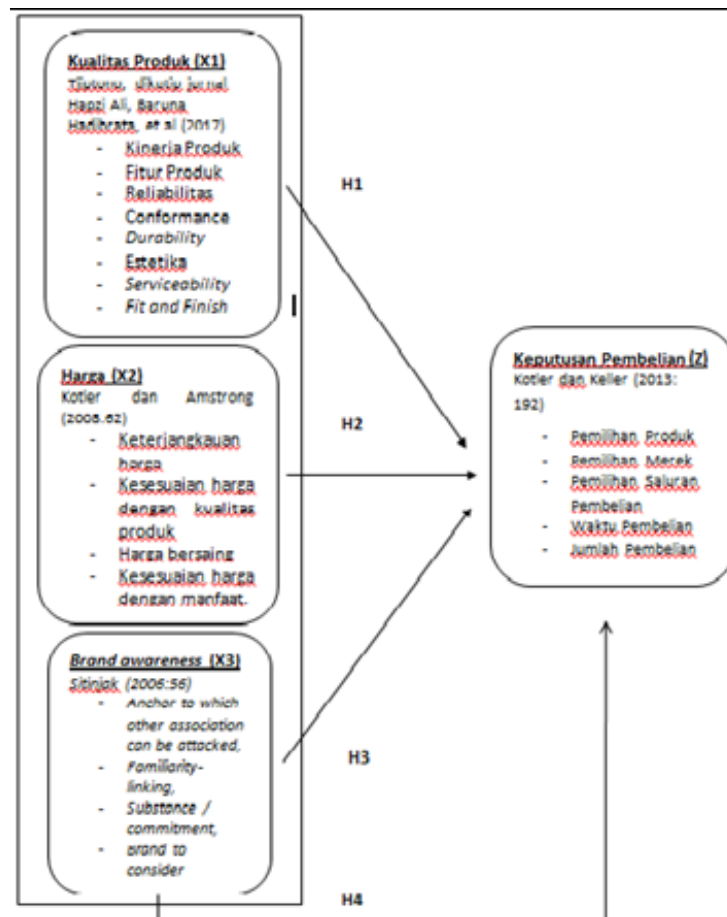 Kualitas Produk (X1)
jurnal
Hapzi Ali, Baruna
Hadibrata, et al (2017)
- Kinerja Produk
- Fitur Produk
- Reliabilitas
- Conformance
- Durability
- Estetika
- Serviceability
- Fit and Finish
H1
Harga (X2)
Kotler dan Amstrong
(2008.62)
- Keterjangkauan
harga
- Kesesuaian harga
dengan kualitas
produk
- Harga bersaing
- Kesesuaian harga
dengan manfaat.
H2
Brand awareness (X3)
Sitinjak (2006:56)
- Anchor to which
other association
can be attacked,
- Familiarity-
linking,
- Substance /
commitment,
- Brand to
consider
H3
H4
Keputusan Pembelian (Z)
Kotler dan Keller (2013:
192)
- Pemilihan Produk
- Pemilihan Merek
- Pemilihan Saluran
Pembelian
- Waktu Pembelian
- Jumlah Pembelian